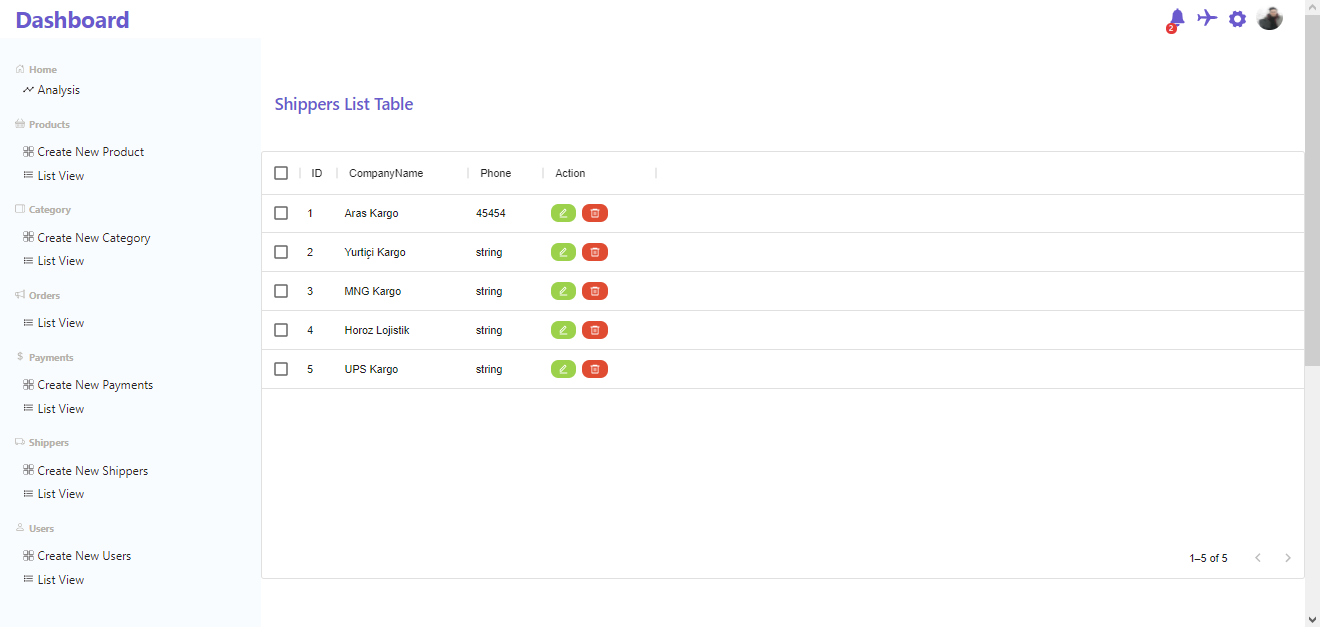 Dashboard
2
Home
Analysis
Products
Create New Product
List View
Category
Create New Category
List View
Orders
List View
$ Payments
Create New Payments
List View
Shippers
Create New Shippers
List View
Users
Create New Users
List View
Shippers List Table
ID CompanyName Phone Action
1 Aras Kargo 45454
2 Yurtiçi Kargo string
3 MNG Kargo string
4 Horoz Lojistik string
5 UPS Kargo string
1–5 of 5